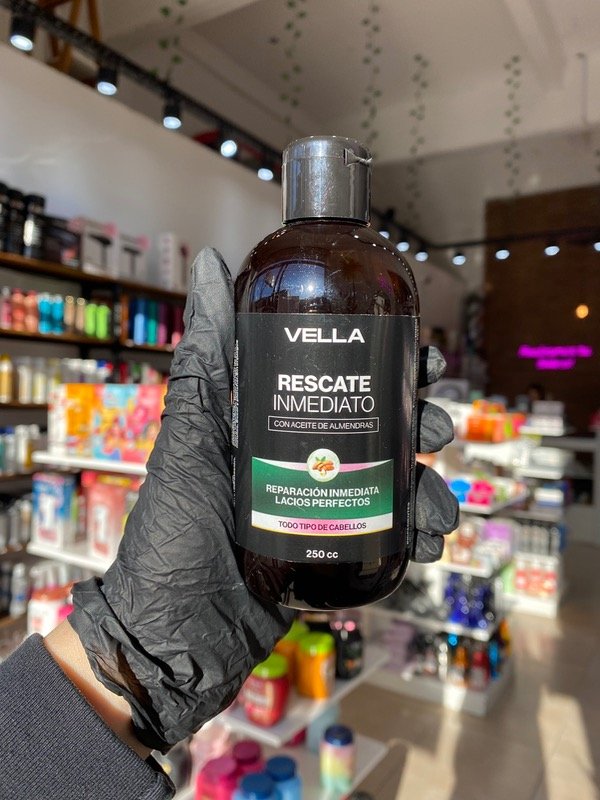 VELLA
RESCATE
INMEDIATO
CON ACEITE DE ALMENDRAS
REPARACIÓN INMEDIATA
LACIOS PERFECTOS
TODO TIPO DE CABELLOS
250 cc